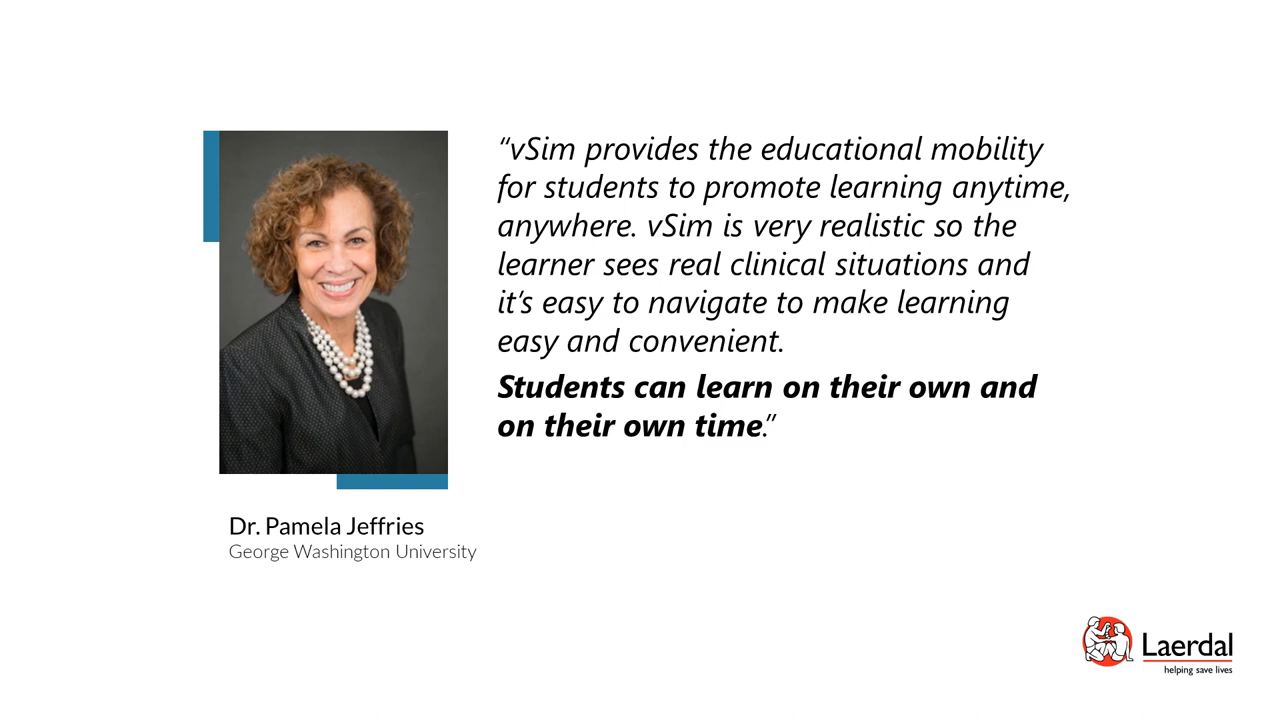 “vSim provides the educational mobility
for students to promote learning anytime,
anywhere. vSim is very realistic so the
learner sees real clinical situations and
it’s easy to navigate to make learning
easy and convenient.
Students can learn on their own and
on their own time.”
Dr. Pamela Jeffries
George Washington University
Laerdal
helping save lives